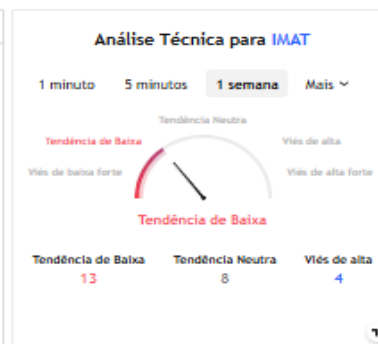 Análise Técnica para IMAT
1 minuto 5 minutos 1 semana Mais
Tendência Neutra
Tendência de Baixa Viés de alta
Viés de baixa forte Viés de alta forte
Tendência de Baixa
Tendência de Baixa Tendência Neutra Viés de alta
13 8 4